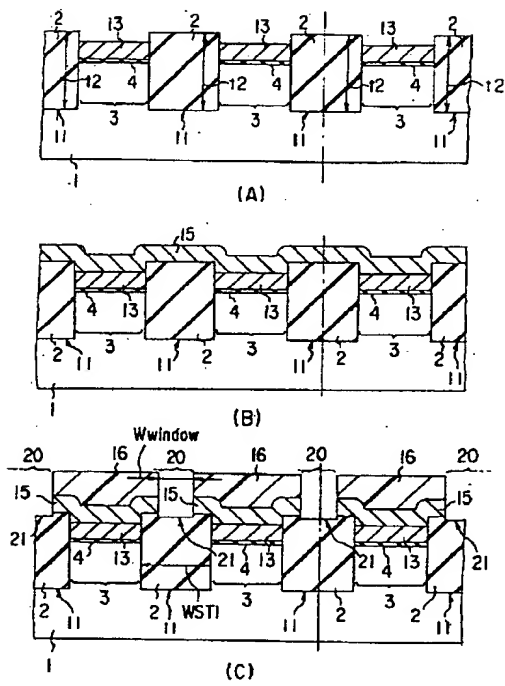 2 13 2 13 2 13 2
12 4 12 4 12 4 12
11 3 11 3 11 3 11
1
(A)
15
4 13 4 13 4 13
2 11 3 11 2 3 11 2 3 2 11
1
(B)
Wwindow
20 16 20 16 20 16 20
15 15 15
21 4 13 21 4 13 21 4 13 21
2 11 3 2 11 WSTI 3 11 2 3 2 11
1
(C)